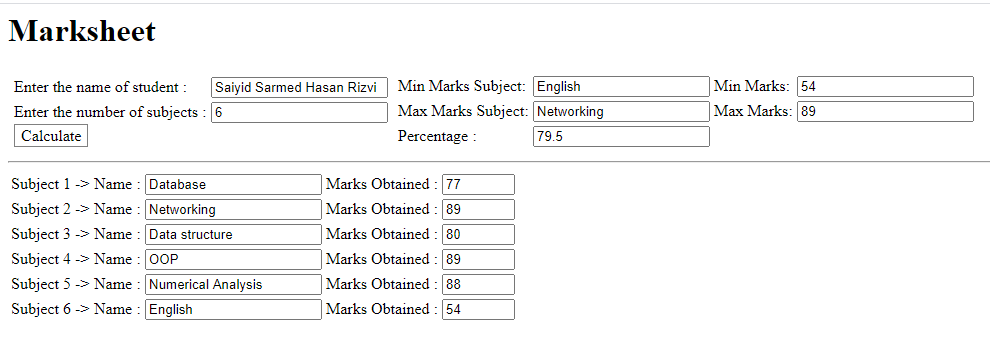 Marksheet
Enter the name of student : Saiyid Sarmed Hasan Rizvi Min Marks Subject: English Min Marks: 54
Enter the number of subjects : 6 Max Marks Subject: Networking Max Marks: 89
Calculate Percentage : 79.5
Subject 1 -> Name : Database Marks Obtained : 77
Subject 2 -> Name : Networking Marks Obtained : 89
Subject 3 -> Name : Data structure Marks Obtained : 80
Subject 4 -> Name : OOP Marks Obtained : 89
Subject 5 -> Name : Numerical Analysis Marks Obtained : 88
Subject 6 -> Name : English Marks Obtained : 54